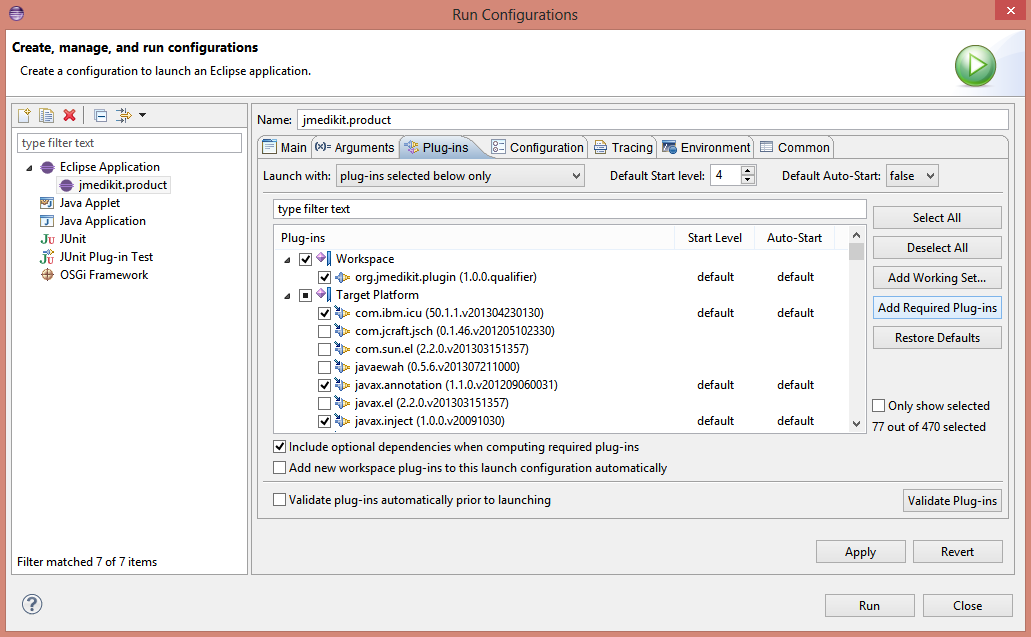 Run Configurations
Create, manage, and run configurations
Create a configuration to launch an Eclipse application.
type filter text
Eclipse Application
jmedikit.product
Java Applet
Java Application
JUnit
JUnit Plug-in Test
OSGi Framework
Filter matched 7 of 7 items
Name: jmedikit.product
Main (x)= Arguments Plug-ins Configuration Tracing Environment Common
Launch with: plug-ins selected below only Default Start level: 4 Default Auto-Start: false
type filter text
Plug-ins Start Level Auto-Start
Workspace
org.jmedikit.plugin (1.0.0.qualifier) default default
Target Platform
com.ibm.icu (50.1.1.v201304230130) default default
com.jcraft.jsch (0.1.46.v201205102330)
com.sun.el (2.2.0.v201303151357)
javaewah (0.5.6.v201307211000)
javax.annotation (1.1.0.v201209060031) default default
javax.el (2.2.0.v201303151357)
javax.inject (1.0.0.v20091030) default default
Select All
Deselect All
Add Working Set...
Add Required Plug-ins
Restore Defaults
Only show selected
77 out of 470 selected
Include optional dependencies when computing required plug-ins
Add new workspace plug-ins to this launch configuration automatically
Validate plug-ins automatically prior to launching
Validate Plug-ins
Apply Revert
? Run Close